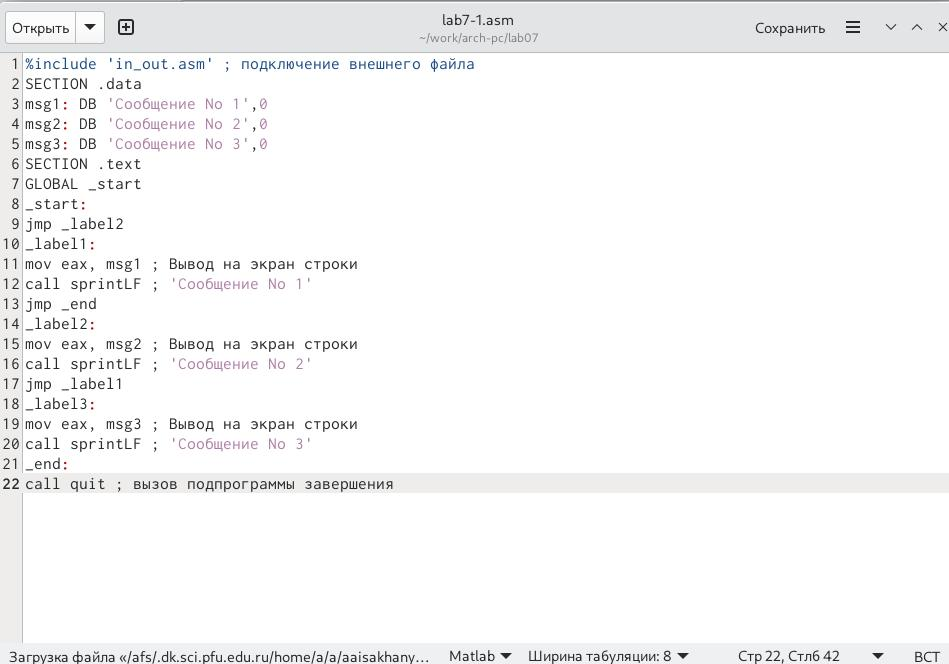 Открыть
lab7-1.asm
~/work/arch-pc/lab07
Сохранить
1 %include 'in_out.asm' ; подключение внешнего файла
2 SECTION .data
3 msg1: DB 'Сообщение No 1',0
4 msg2: DB 'Сообщение No 2',0
5 msg3: DB 'Сообщение No 3',0
6 SECTION .text
7 GLOBAL _start
8 _start:
9 jmp _label2
10 _label1:
11 mov eax, msg1 ; Вывод на экран строки
12 call sprintLF ; 'Сообщение No 1'
13 jmp _end
14 _label2:
15 mov eax, msg2 ; Вывод на экран строки
16 call sprintLF ; 'Сообщение No 2'
17 jmp _label1
18 _label3:
19 mov eax, msg3 ; Вывод на экран строки
20 call sprintLF ; 'Сообщение No 3'
21 _end:
22 call quit ; вызов подпрограммы завершения
Загрузка файла «/afs/.dk.sci.pfu.edu.ru/home/a/a/aaisakhany… Matlab Ширина табуляции: 8 Стр 22, Стлб 42 ВСТ